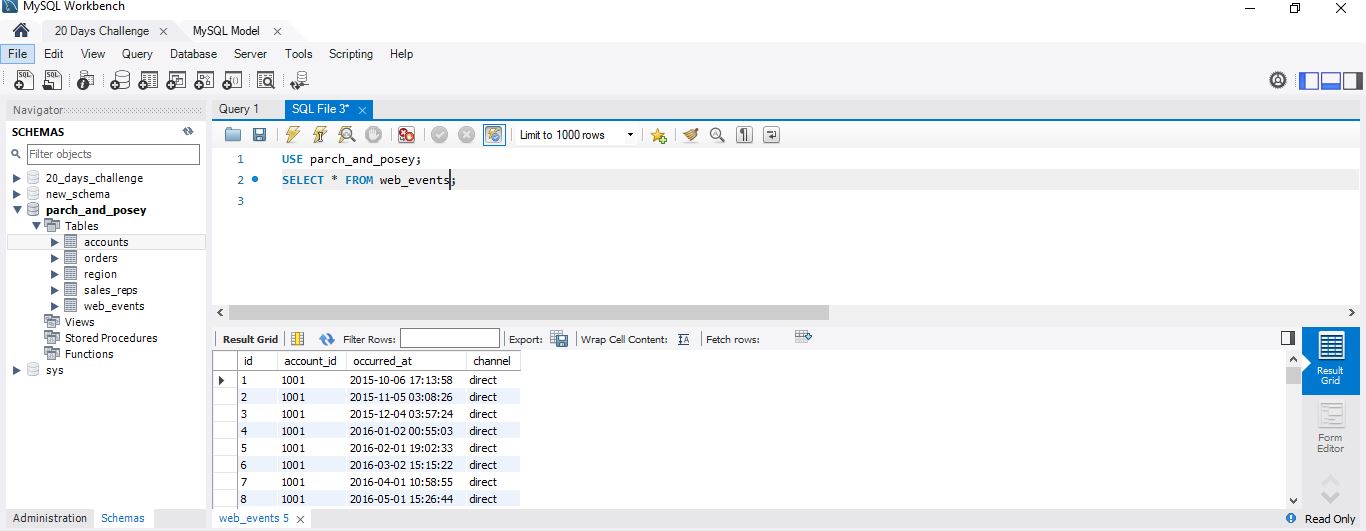 MySQL Workbench
20 Days Challenge × MySQL Model ×
File Edit View Query Database Server Tools Scripting Help
Navigator
SCHEMAS
Filter objects
20_days_challenge
new_schema
parch_and_posey
Tables
accounts
orders
region
sales_reps
web_events
Views
Stored Procedures
Functions
sys
Administration Schemas
Query 1 SQL File 3* ×
Limit to 1000 rows
1 USE parch_and_posey;
2 SELECT * FROM web_events;
3
Result Grid Filter Rows: Export: Wrap Cell Content: Fetch rows:
id account_id occurred_at channel
1 1001 2015-10-06 17:13:58 direct
2 1001 2015-11-05 03:08:26 direct
3 1001 2015-12-04 03:57:24 direct
4 1001 2016-01-02 00:55:03 direct
5 1001 2016-02-01 19:02:33 direct
6 1001 2016-03-02 15:15:22 direct
7 1001 2016-04-01 10:58:55 direct
8 1001 2016-05-01 15:26:44 direct
Result
Grid
Form
Editor
web_events 5 ×
Read Only